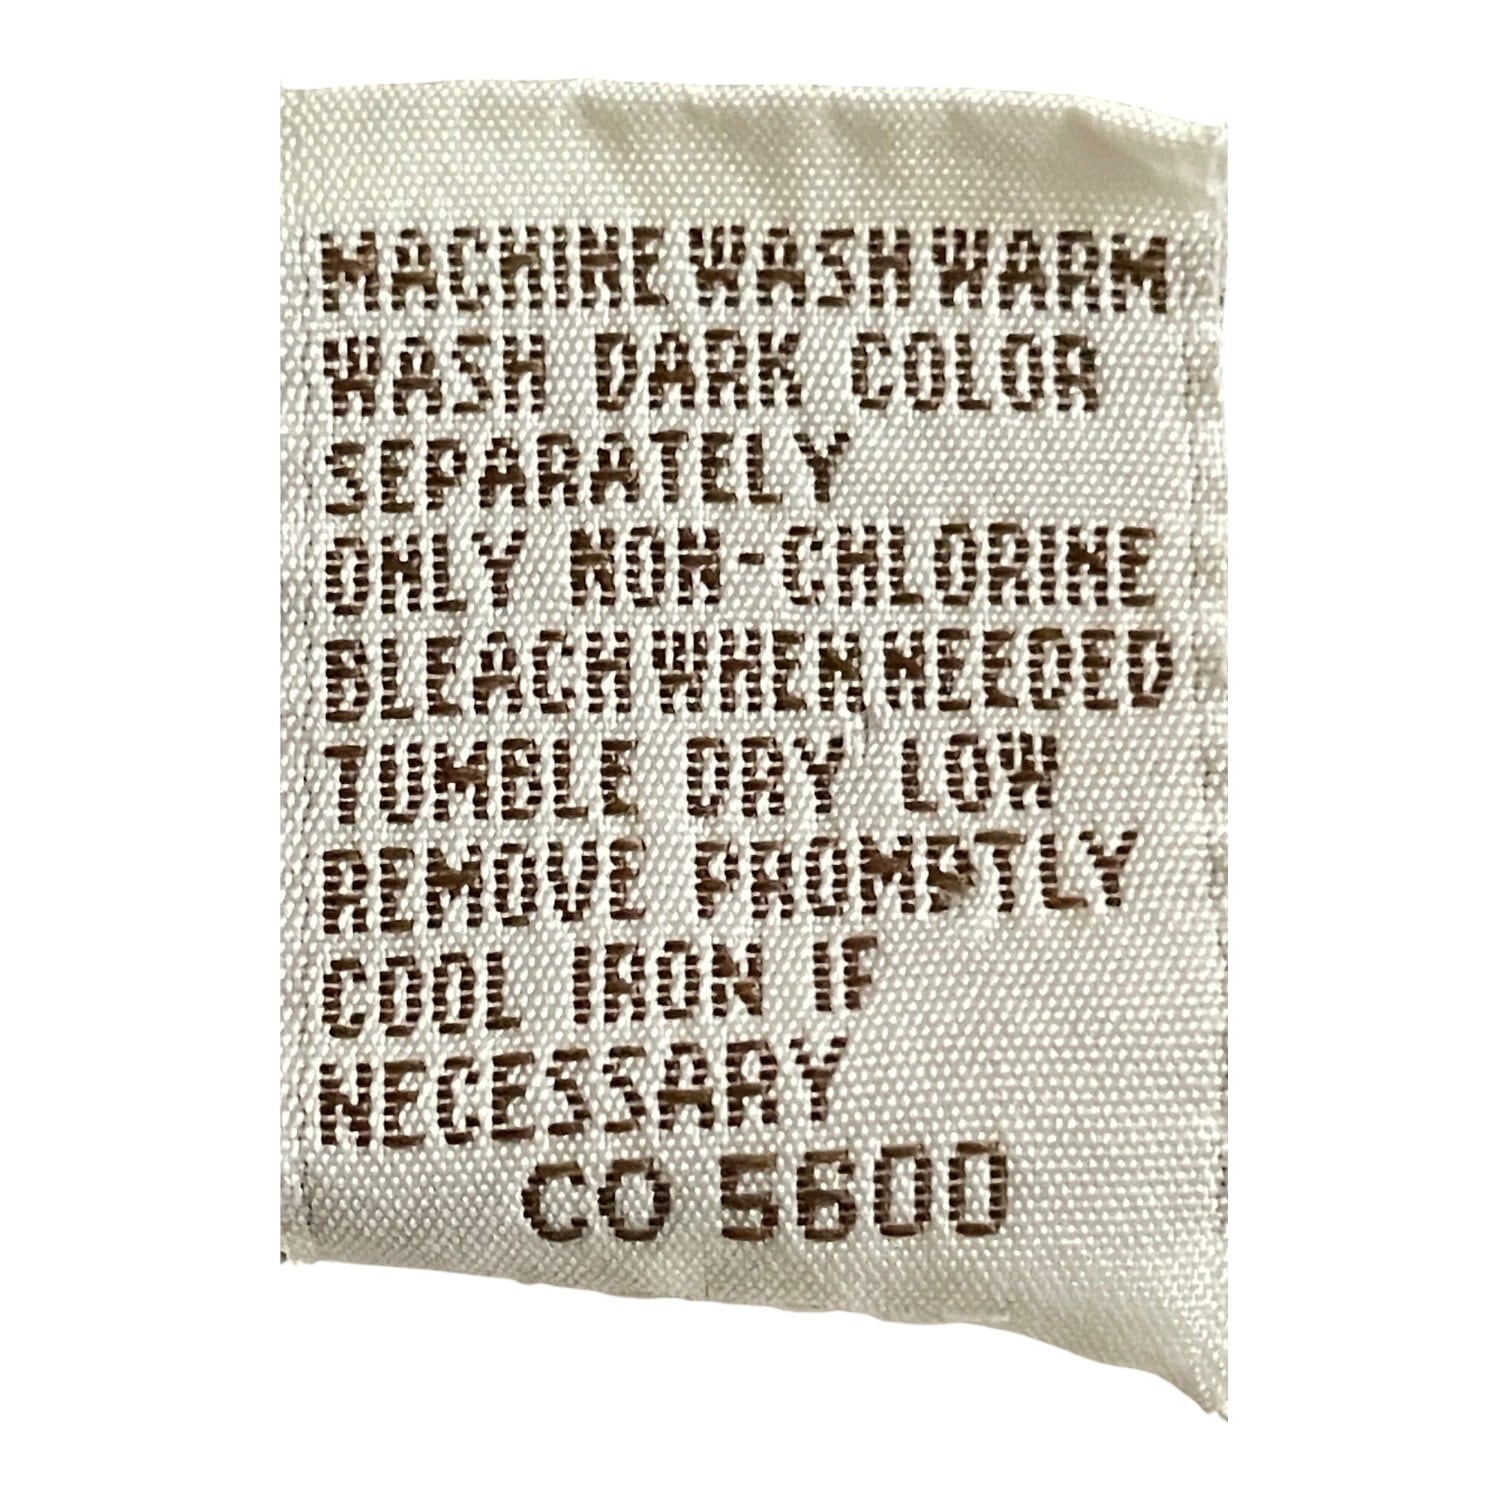 MACHINE WASH WARM
WASH DARK COLOR
SEPARATELY
ONLY NON-CHLORINE
BLEACH WHEN NEEDED
TUMBLE DRY LOW
REMOVE PROMPTLY
COOL IRON IF
NECESSARY
CO 5600